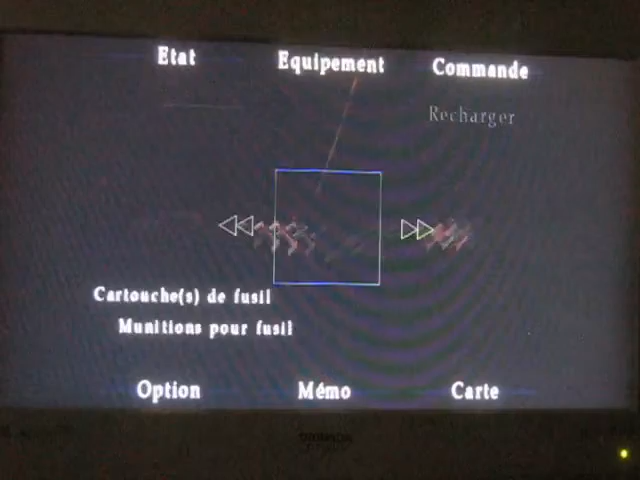 Etat
Equipement
Commande
Recharger
Cartouche(s) de fusil
Munitions pour fusil
Option
Mémo
Carte